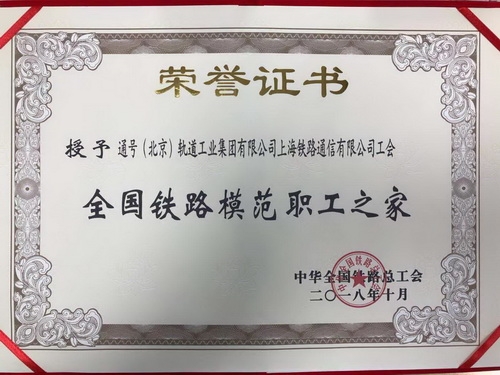 荣誉证书
授予 通号（北京）轨道工业集团有限公司上海铁路通信有限公司工会
全国铁路模范职工之家
中华全国铁路总工会
二〇一八年十月